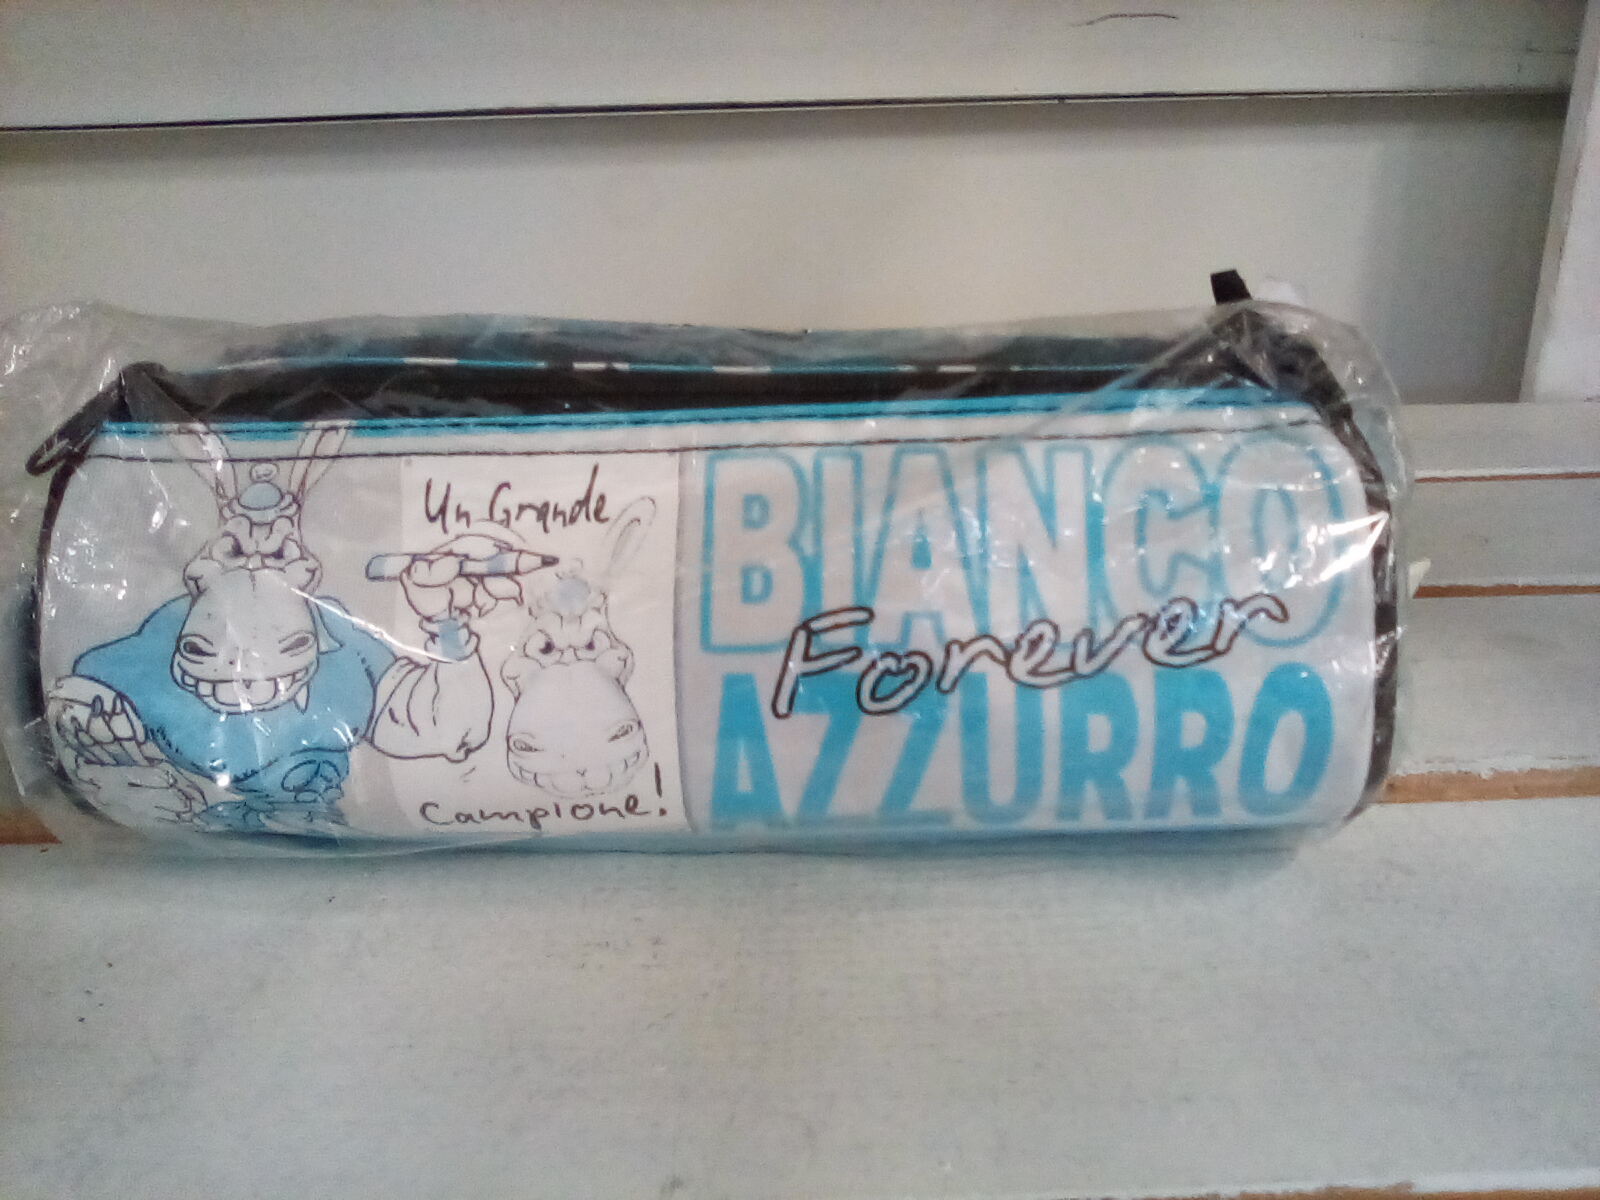 Un Grande
Campione!
BIANCO
Forever
AZZURRO